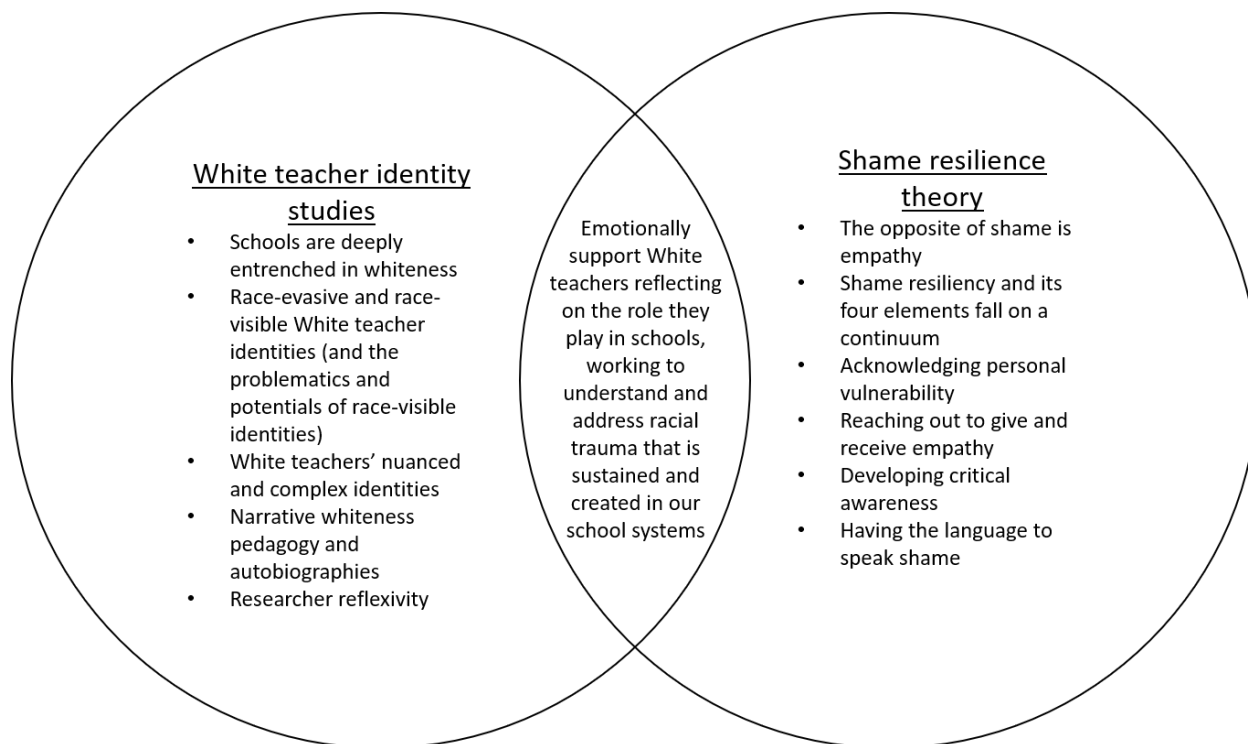 White teacher identity
studies
• Schools are deeply
entrenched in whiteness
• Race-evasive and race-
visible White teacher
identities (and the
problematics and
potentials of race-visible
identities)
• White teachers’ nuanced
and complex identities
• Narrative whiteness
pedagogy and
autobiographies
• Researcher reflexivity
Emotionally
support White
teachers reflecting
on the role they
play in schools,
working to
understand and
address racial
trauma that is
sustained and
created in our
school systems
Shame resilience
theory
• The opposite of shame is
empathy
• Shame resiliency and its
four elements fall on a
continuum
• Acknowledging personal
vulnerability
• Reaching out to give and
receive empathy
• Developing critical
awareness
• Having the language to
speak shame